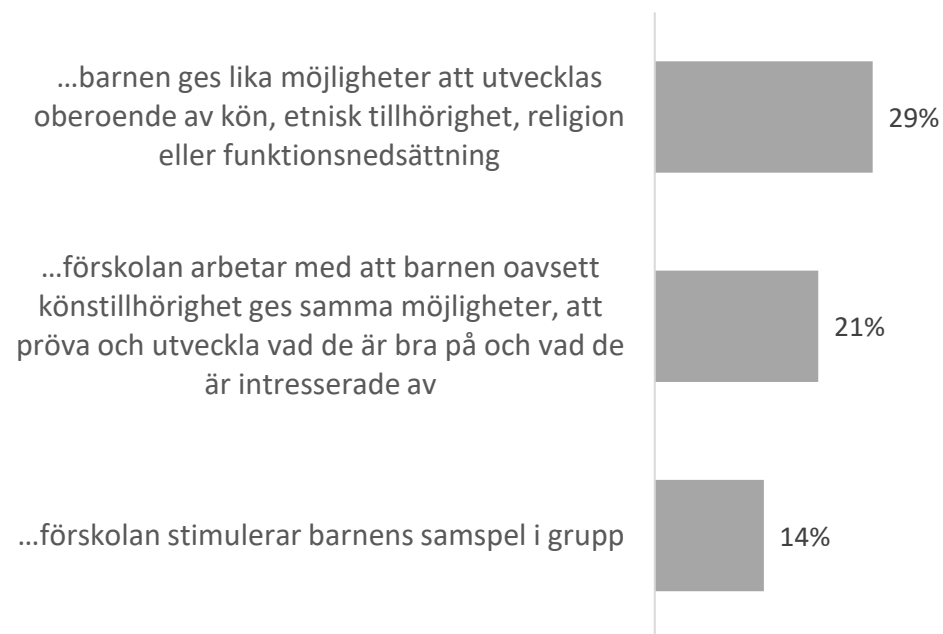 …barnen ges lika möjligheter att utvecklas
oberoende av kön, etnisk tillhörighet, religion
eller funktionsnedsättning
29%
…förskolan arbetar med att barnen oavsett
könstillhörighet ges samma möjligheter, att
pröva och utveckla vad de är bra på och vad de
är intresserade av
21%
…förskolan stimulerar barnens samspel i grupp
14%